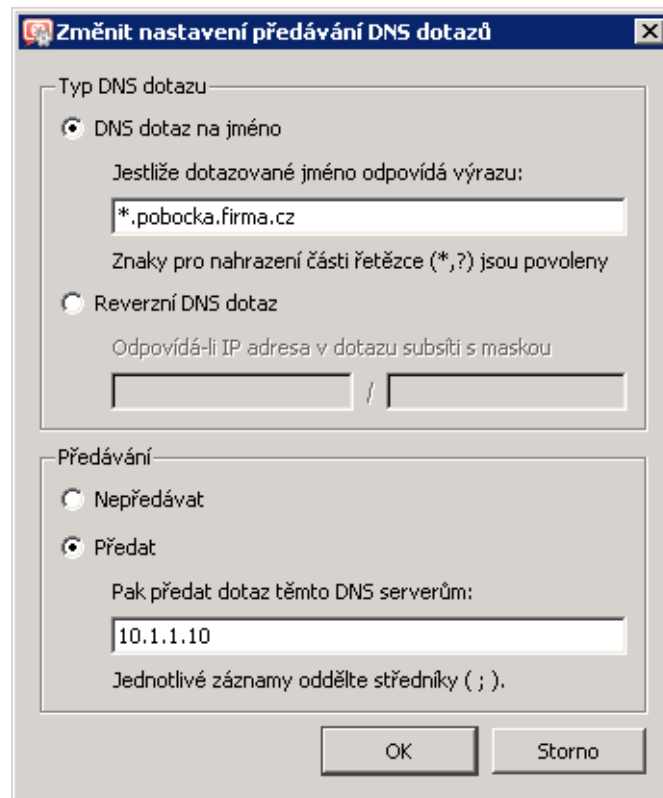 Změnit nastavení předávání DNS dotazů
Typ DNS dotazu
DNS dotaz na jméno
Jestliže dotazované jméno odpovídá výrazu:
*.pobocka.firma.cz
Znaky pro nahrazení části řetězce (*,?) jsou povoleny
Reverzní DNS dotaz
Odpovídá-li IP adresa v dotazu subsíti s maskou
/
Předávání
Nepředávat
Předat
Pak předat dotaz těmto DNS serverům:
10.1.1.10
Jednotlivé záznamy oddělte středníky ( ; ).
OK Storno